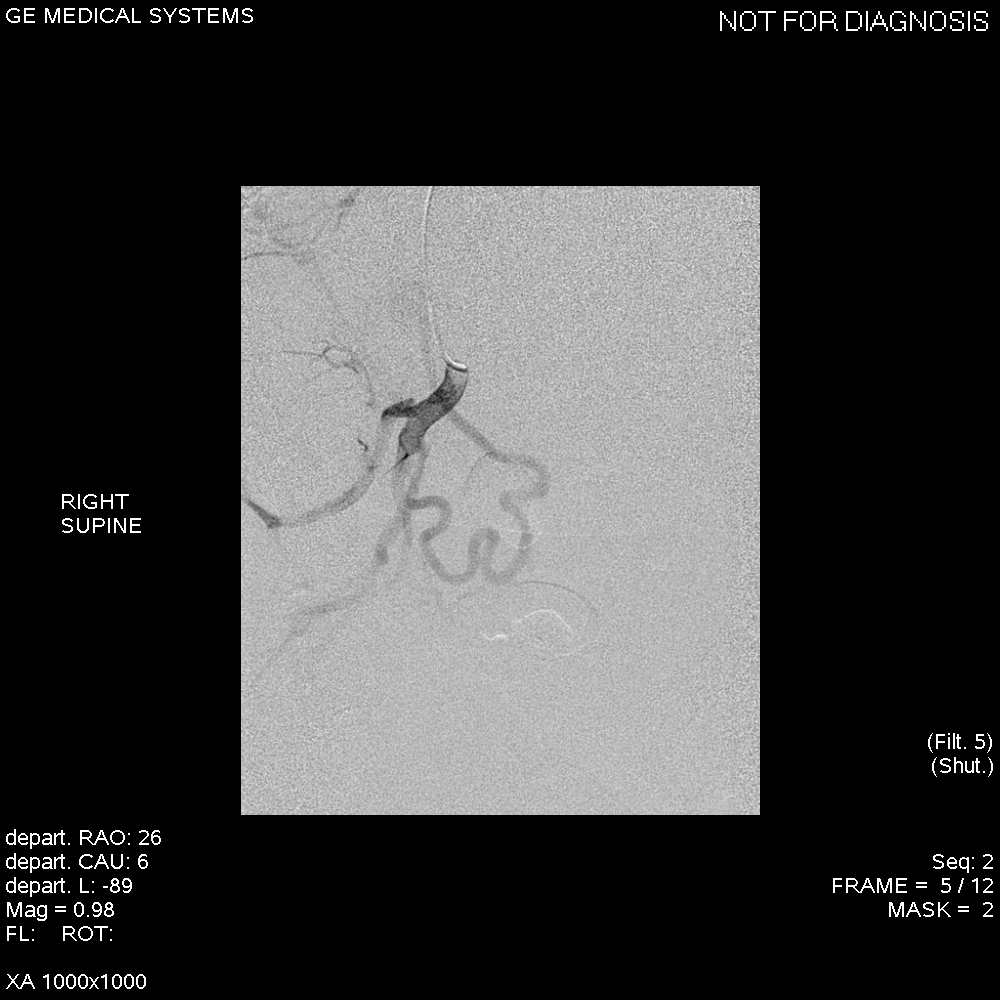 GE MEDICAL SYSTEMS
NOT FOR DIAGNOSIS
RIGHT
SUPINE
(Filt. 5)
(Shut.)
depart. RAO: 26
depart. CAU: 6
depart. L: -89
Mag = 0.98
FL: ROT:
Seq: 2
FRAME = 5 / 12
MASK = 2
XA 1000x1000